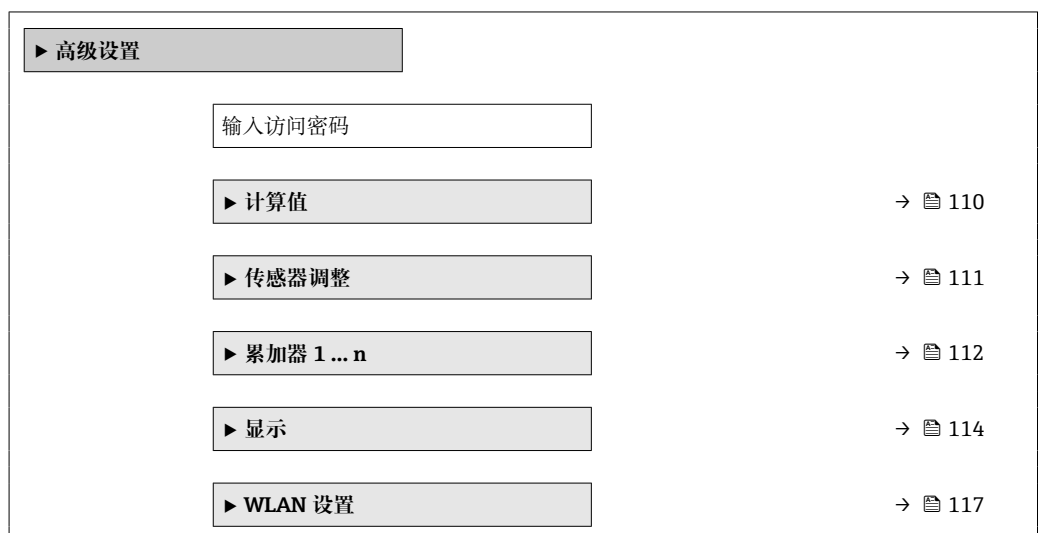 ▶ 高级设置
输入访问密码
▶ 计算值 → 🖹 110
▶ 传感器调整 → 🖹 111
▶ 累加器 1 … n → 🖹 112
▶ 显示 → 🖹 114
▶ WLAN 设置 → 🖹 117